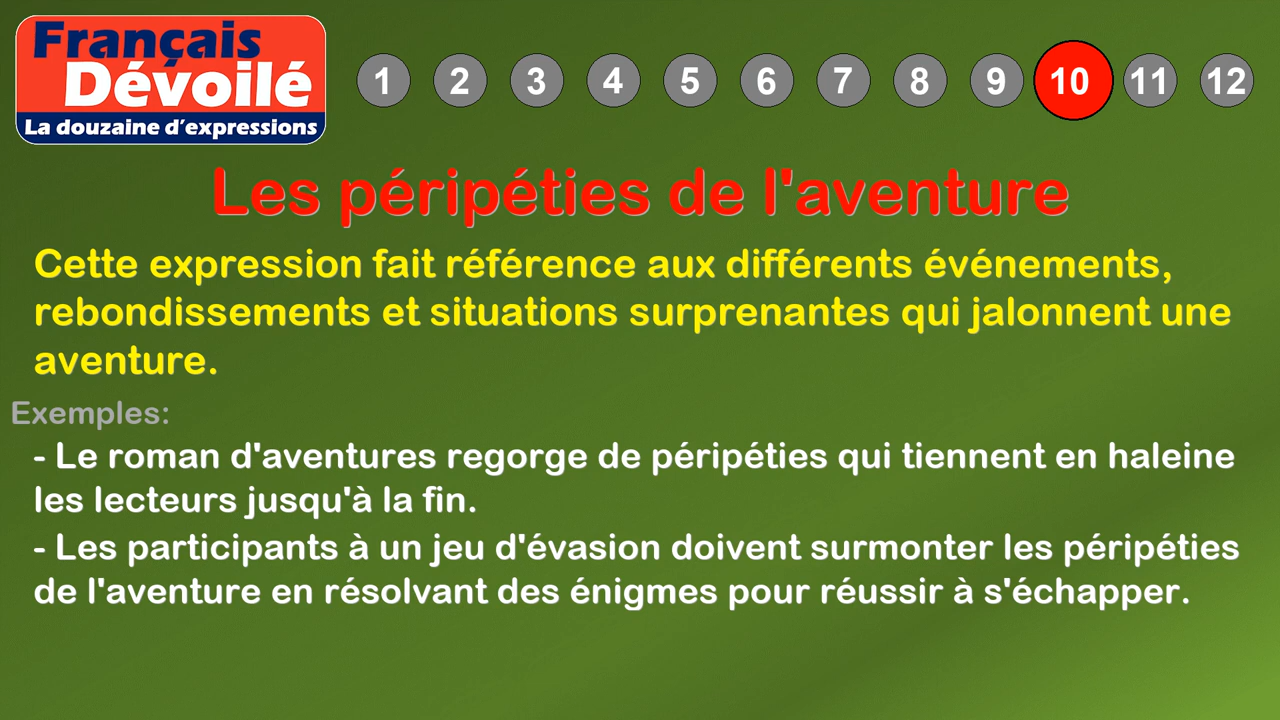 Français
Dévoilé
La douzaine d'expressions
1 2 3 4 5 6 7 8 9 10 11 12
Les péripéties de l'aventure
Cette expression fait référence aux différents événements,
rebondissements et situations surprenantes qui jalonnent une
aventure.
Exemples:
- Le roman d'aventures regorge de péripéties qui tiennent en haleine
les lecteurs jusqu'à la fin.
- Les participants à un jeu d'évasion doivent surmonter les péripéties
de l'aventure en résolvant des énigmes pour réussir à s'échapper.